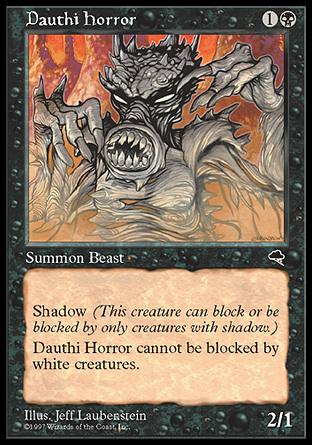 Dauthi Horror 1
Summon Beast
Shadow (This creature can block or be
blocked by only creatures with shadow.)
Dauthi Horror cannot be blocked by
white creatures.
Illus. Jeff Laubenstein
©1997 Wizards of the Coast, Inc.
2/1